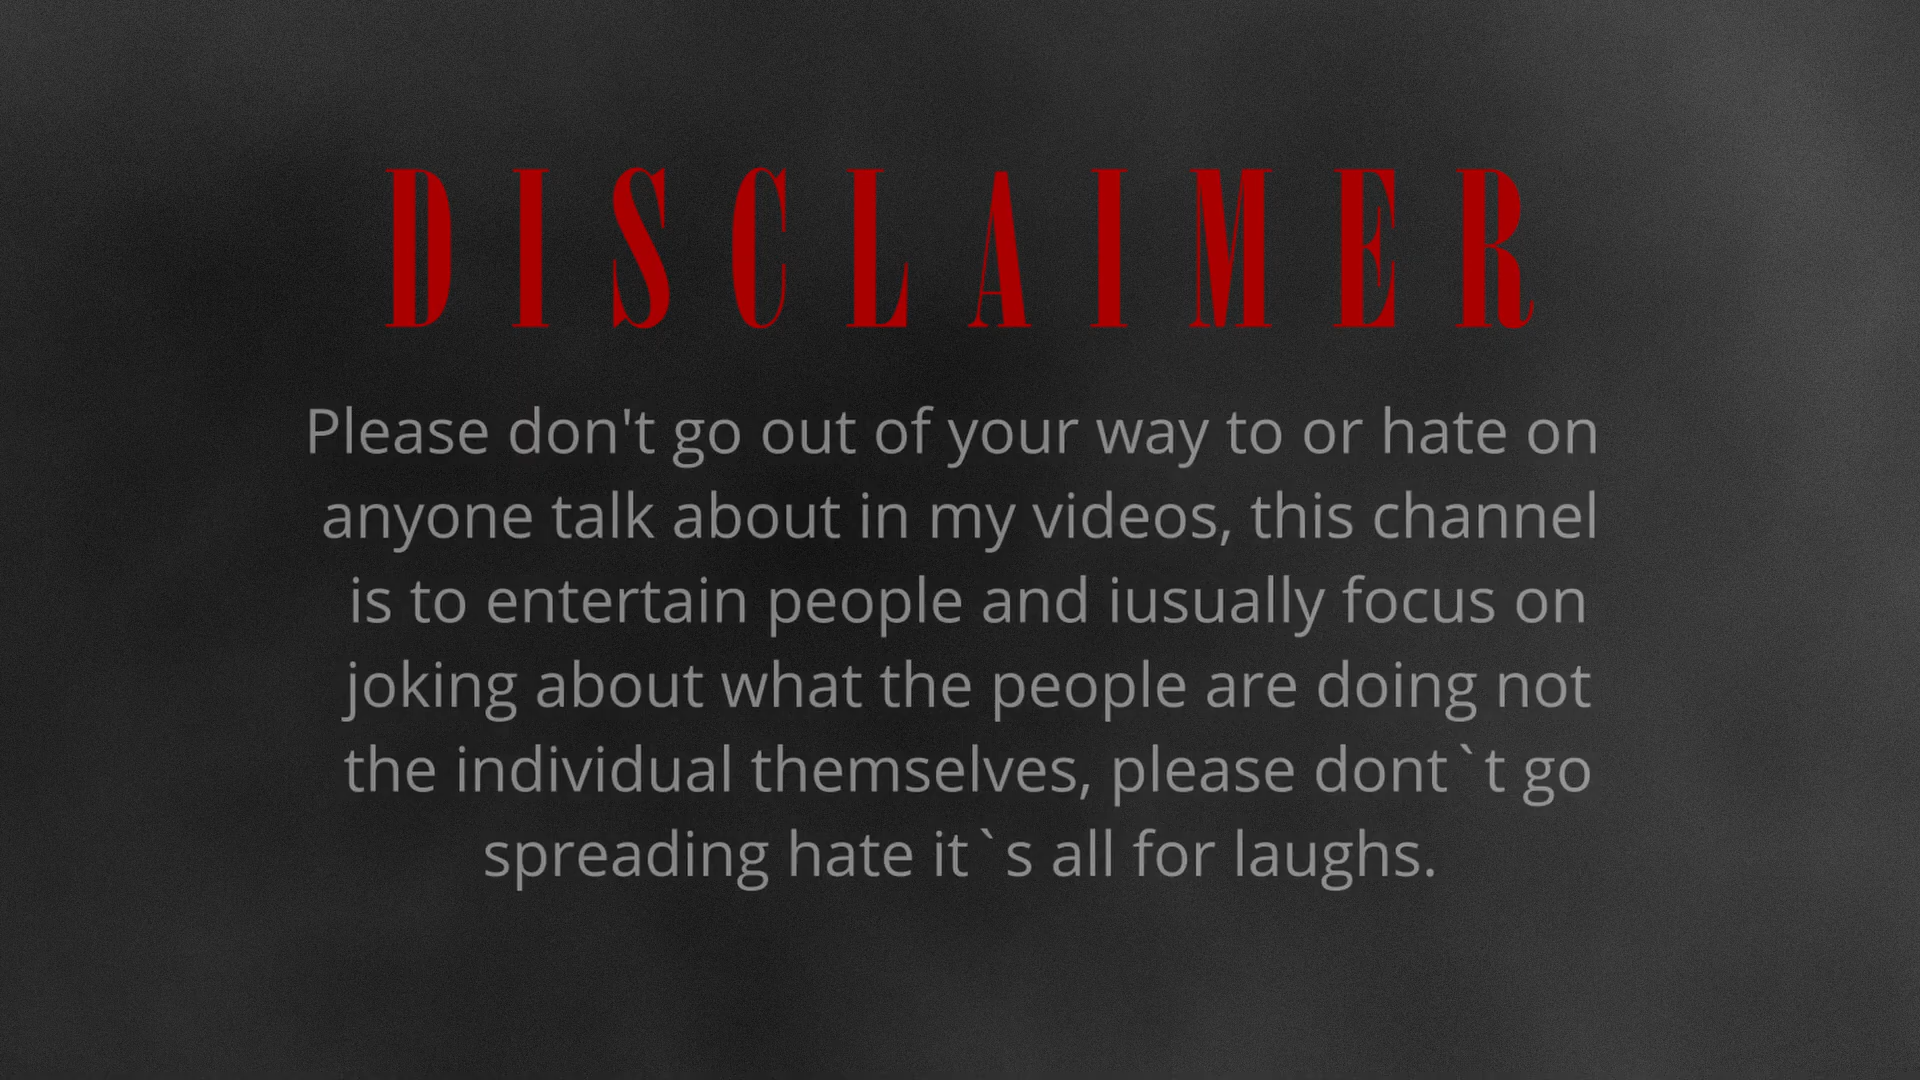 DISCLAIMER
Please don't go out of your way to or hate on
anyone talk about in my videos, this channel
is to entertain people and iusually focus on
joking about what the people are doing not
the individual themselves, please dont`t go
spreading hate it`s all for laughs.